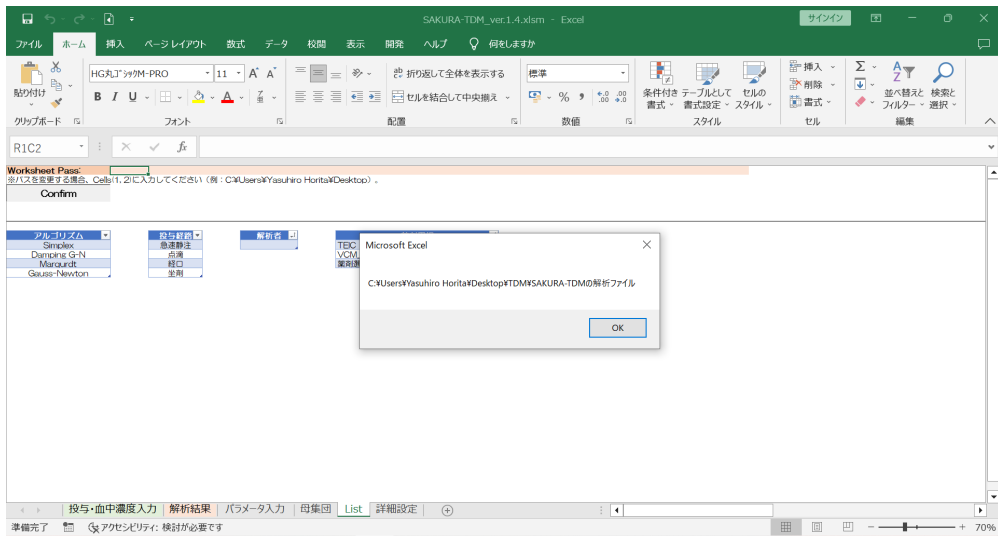 SAKURA-TDM_ver.1.4.xlsm - Excel
サインイン
ファイル ホーム 挿入 ページ レイアウト 数式 データ 校閲 表示 開発 ヘルプ 何をしますか
貼り付け
HG丸ｺﾞｼｯｸM-PRO 11 A A
B I U A
折り返して全体を表示する
セルを結合して中央揃え
標準
% 9 .00
条件付き 書式 テーブルとして 書式設定 セルの スタイル
挿入
削除
書式
並べ替えと フィルター 検索と 選択
クリップボード フォント 配置 数値 スタイル セル 編集
R1C2 fx
Worksheet Pass:
※パスを変更する場合、Cells(1, 2)に入力してください（例：C:¥Users¥Yasuhiro Horita¥Desktop）。
Confirm
アルゴリズム 投与経路 解析者
Simplex 急速静注 TEIC
Damping G-N 点滴 VCM_
Marqurdt 経口 薬剤選
Gauss-Newton 坐剤
Microsoft Excel
C:¥Users¥Yasuhiro Horita¥Desktop¥TDM¥SAKURA-TDMの解析ファイル
OK
投与・血中濃度入力 解析結果 パラメータ入力 母集団 List 詳細設定
準備完了 アクセシビリティ: 検討が必要です 70%